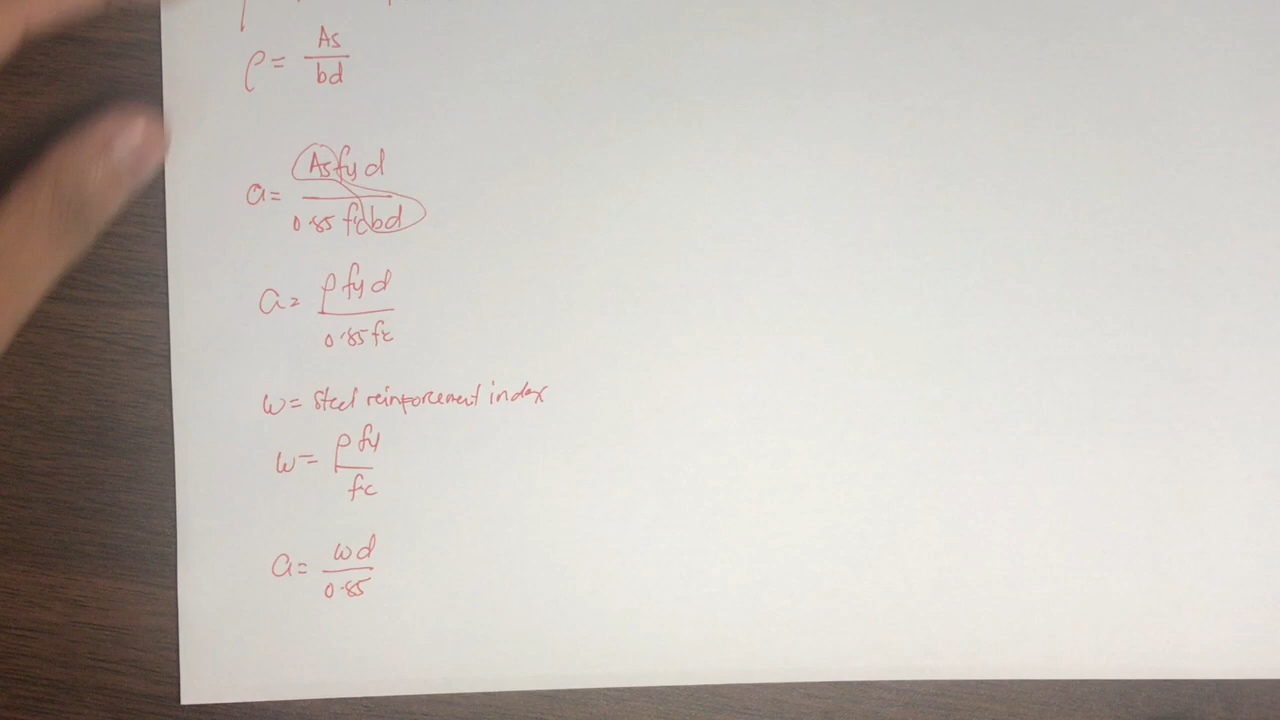 ρ = As / bd
a = As fy d / 0.85 fc bd
a = ρ fy d / 0.85 fc
ω = steel reinforcement index
ω = ρ fy / fc
a = ω d / 0.85